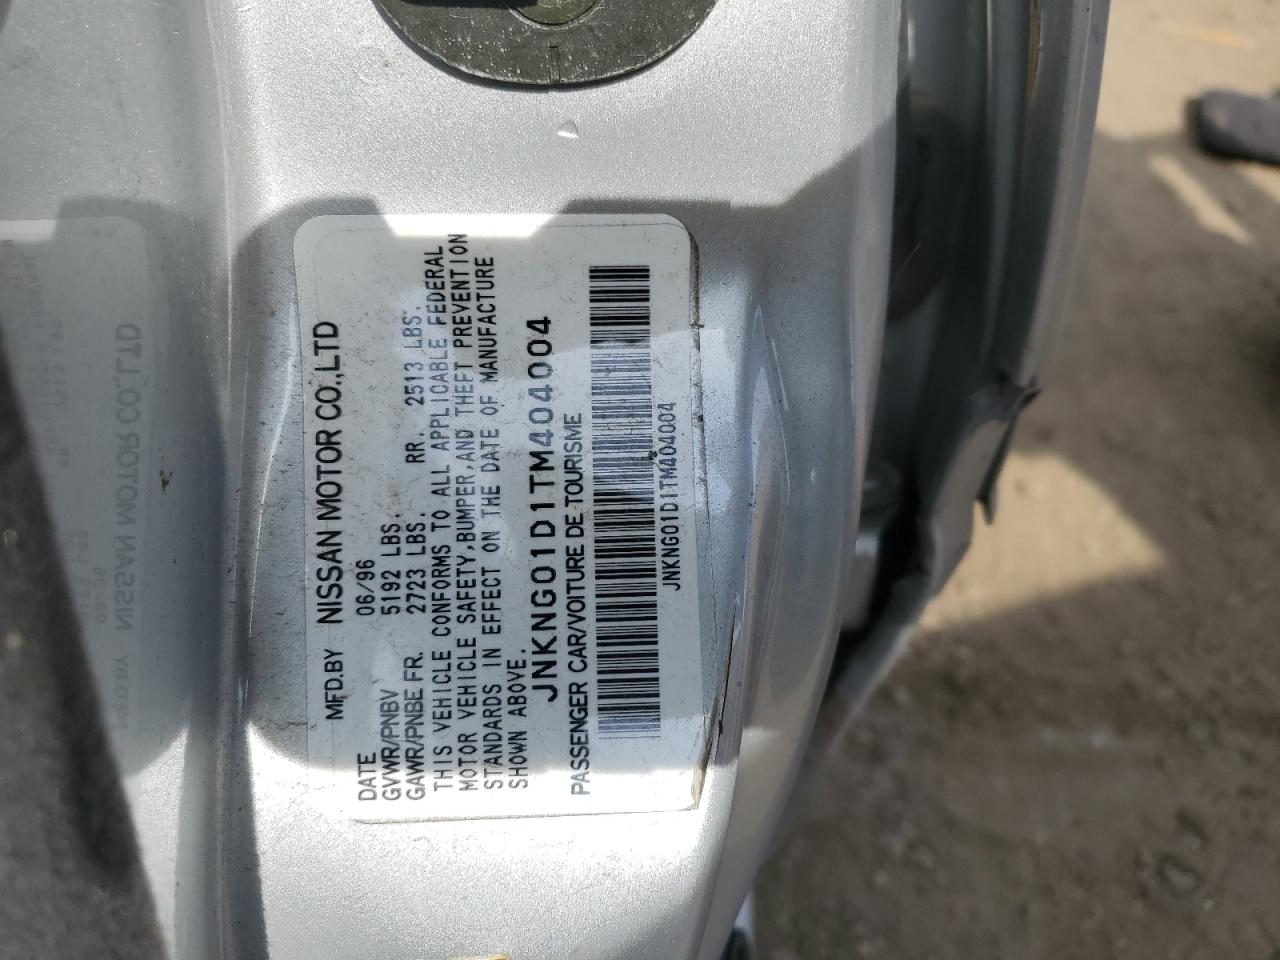 MFD.BY NISSAN MOTOR CO.,LTD
DATE 06/96
GVWR/PNBV 5192 LBS.
GAWR/PNBE FR. 2723 LBS. RR. 2513 LBS.
THIS VEHICLE CONFORMS TO ALL APPLICABLE FEDERAL
MOTOR VEHICLE SAFETY,BUMPER,AND THEFT PREVENTION
STANDARDS IN EFFECT ON THE DATE OF MANUFACTURE
SHOWN ABOVE.
JNKNG01D1TM404004
PASSENGER CAR/VOITURE DE TOURISME
JNKNG01D1TM404004